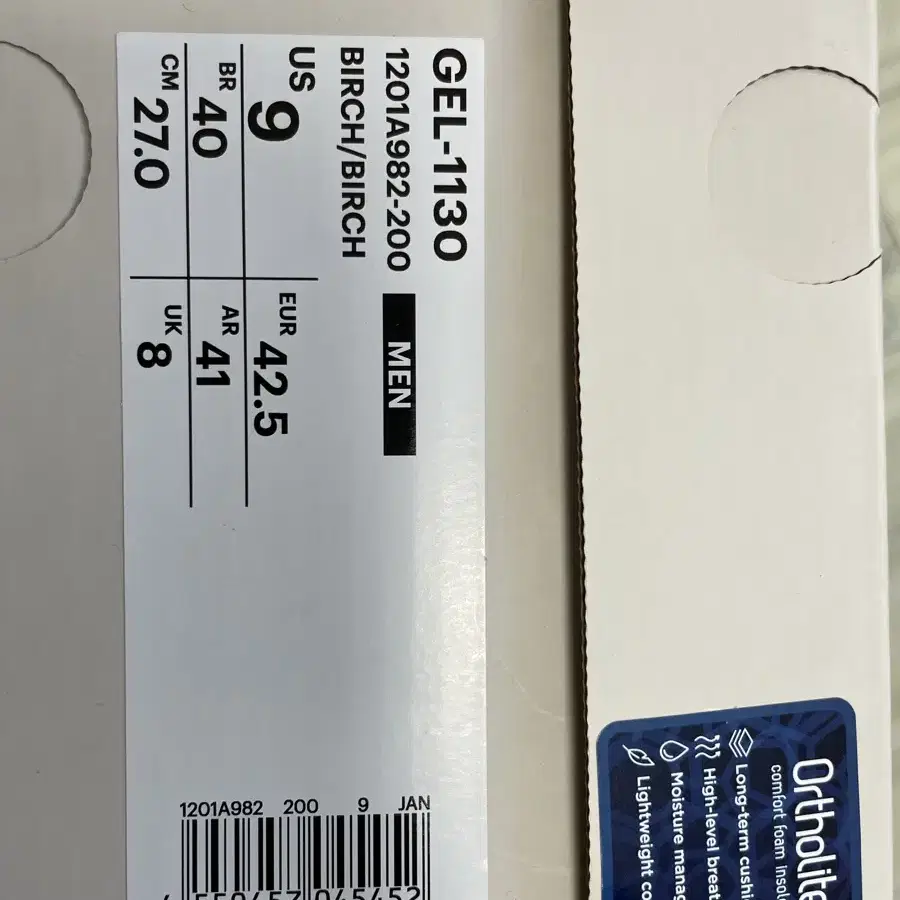 GEL-1130
1201A982-200 MEN
BIRCH/BIRCH
US 9 EUR 42.5
BR 40 AR 41
CM 27.0 UK 8
1201A982 200 9 JAN
Ortholite
comfort foam insol
Long-term cushi
High-level breat
Moisture manag
Lightweight co